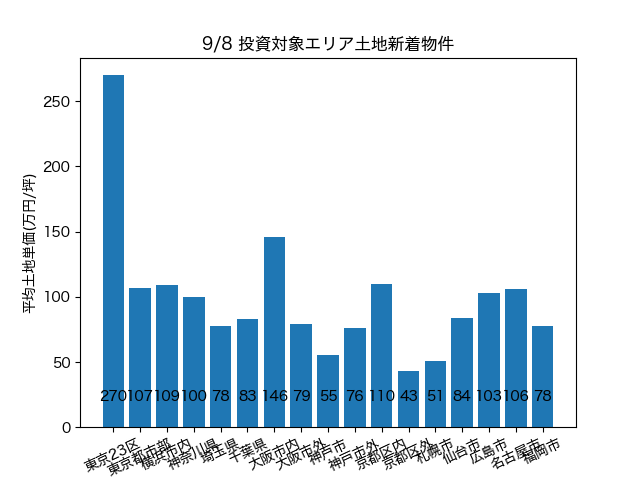 9/8 投資対象エリア土地新着物件
平均土地単価(万円/坪)
250
200
150
100
50
0
270 107 109 100 78 83 146 79 55 76 110 43 51 84 103 106 78
東京23区 東京都市部 横浜市内 神奈川県 埼玉県 千葉県 大阪市内 大阪市外 神戸市 神戸市外 京都区内 京都区外 札幌市 仙台市 広島市 名古屋市 福岡市